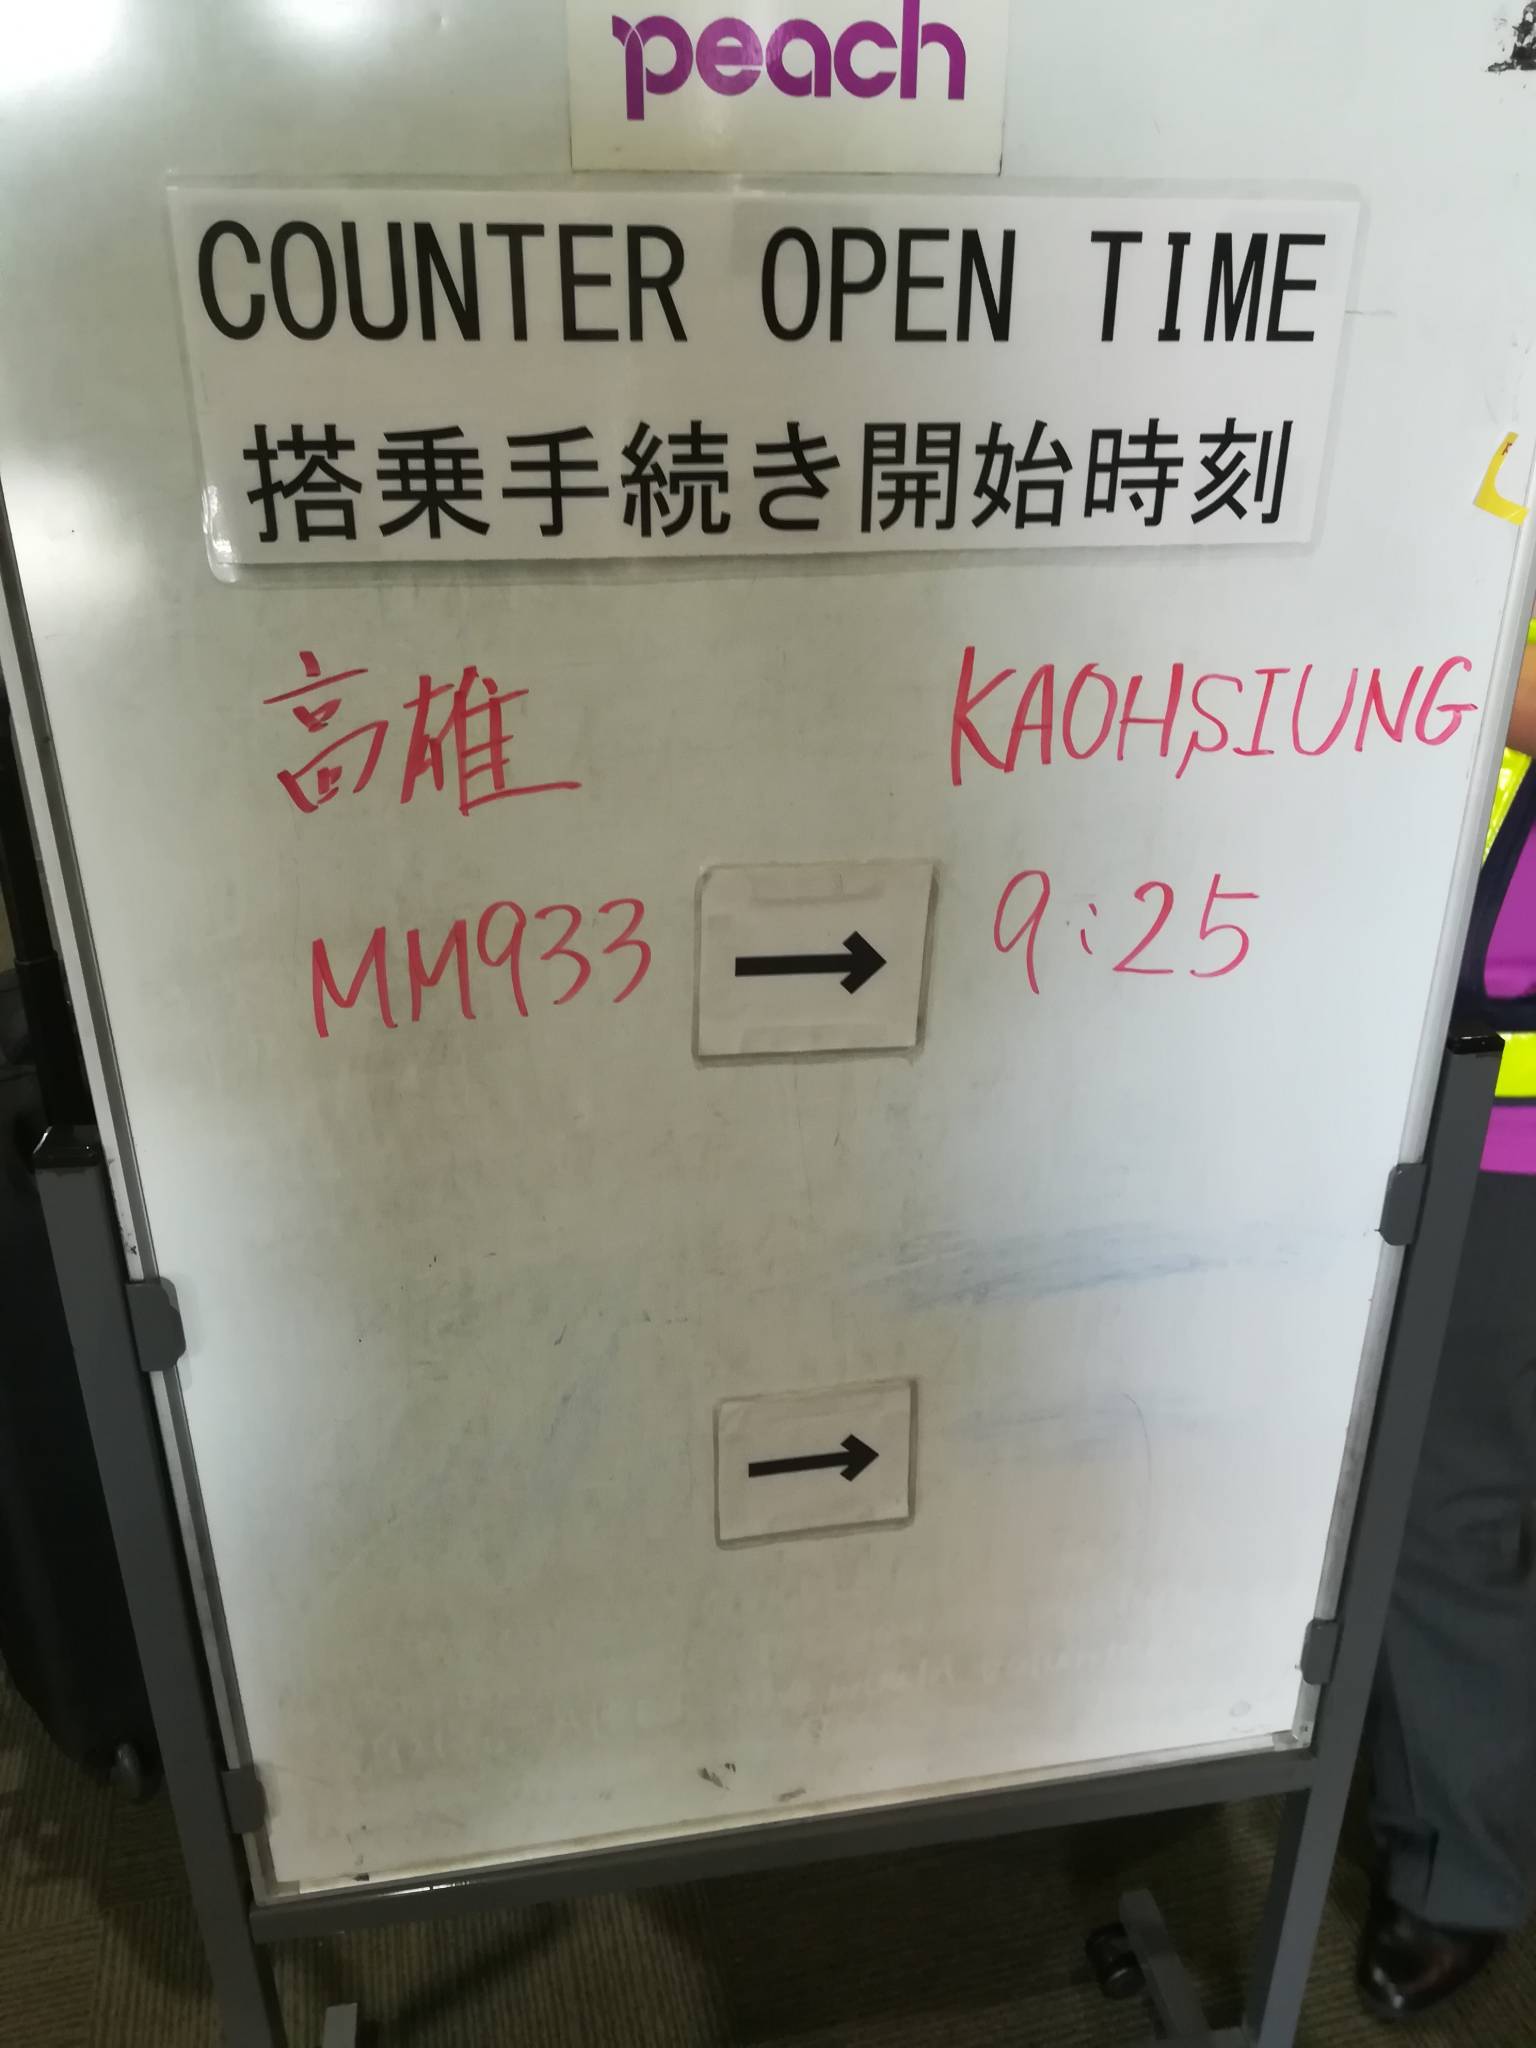 peach
COUNTER OPEN TIME
搭乗手続き開始時刻
高雄 KAOHSIUNG
MM933 → 9:25
→